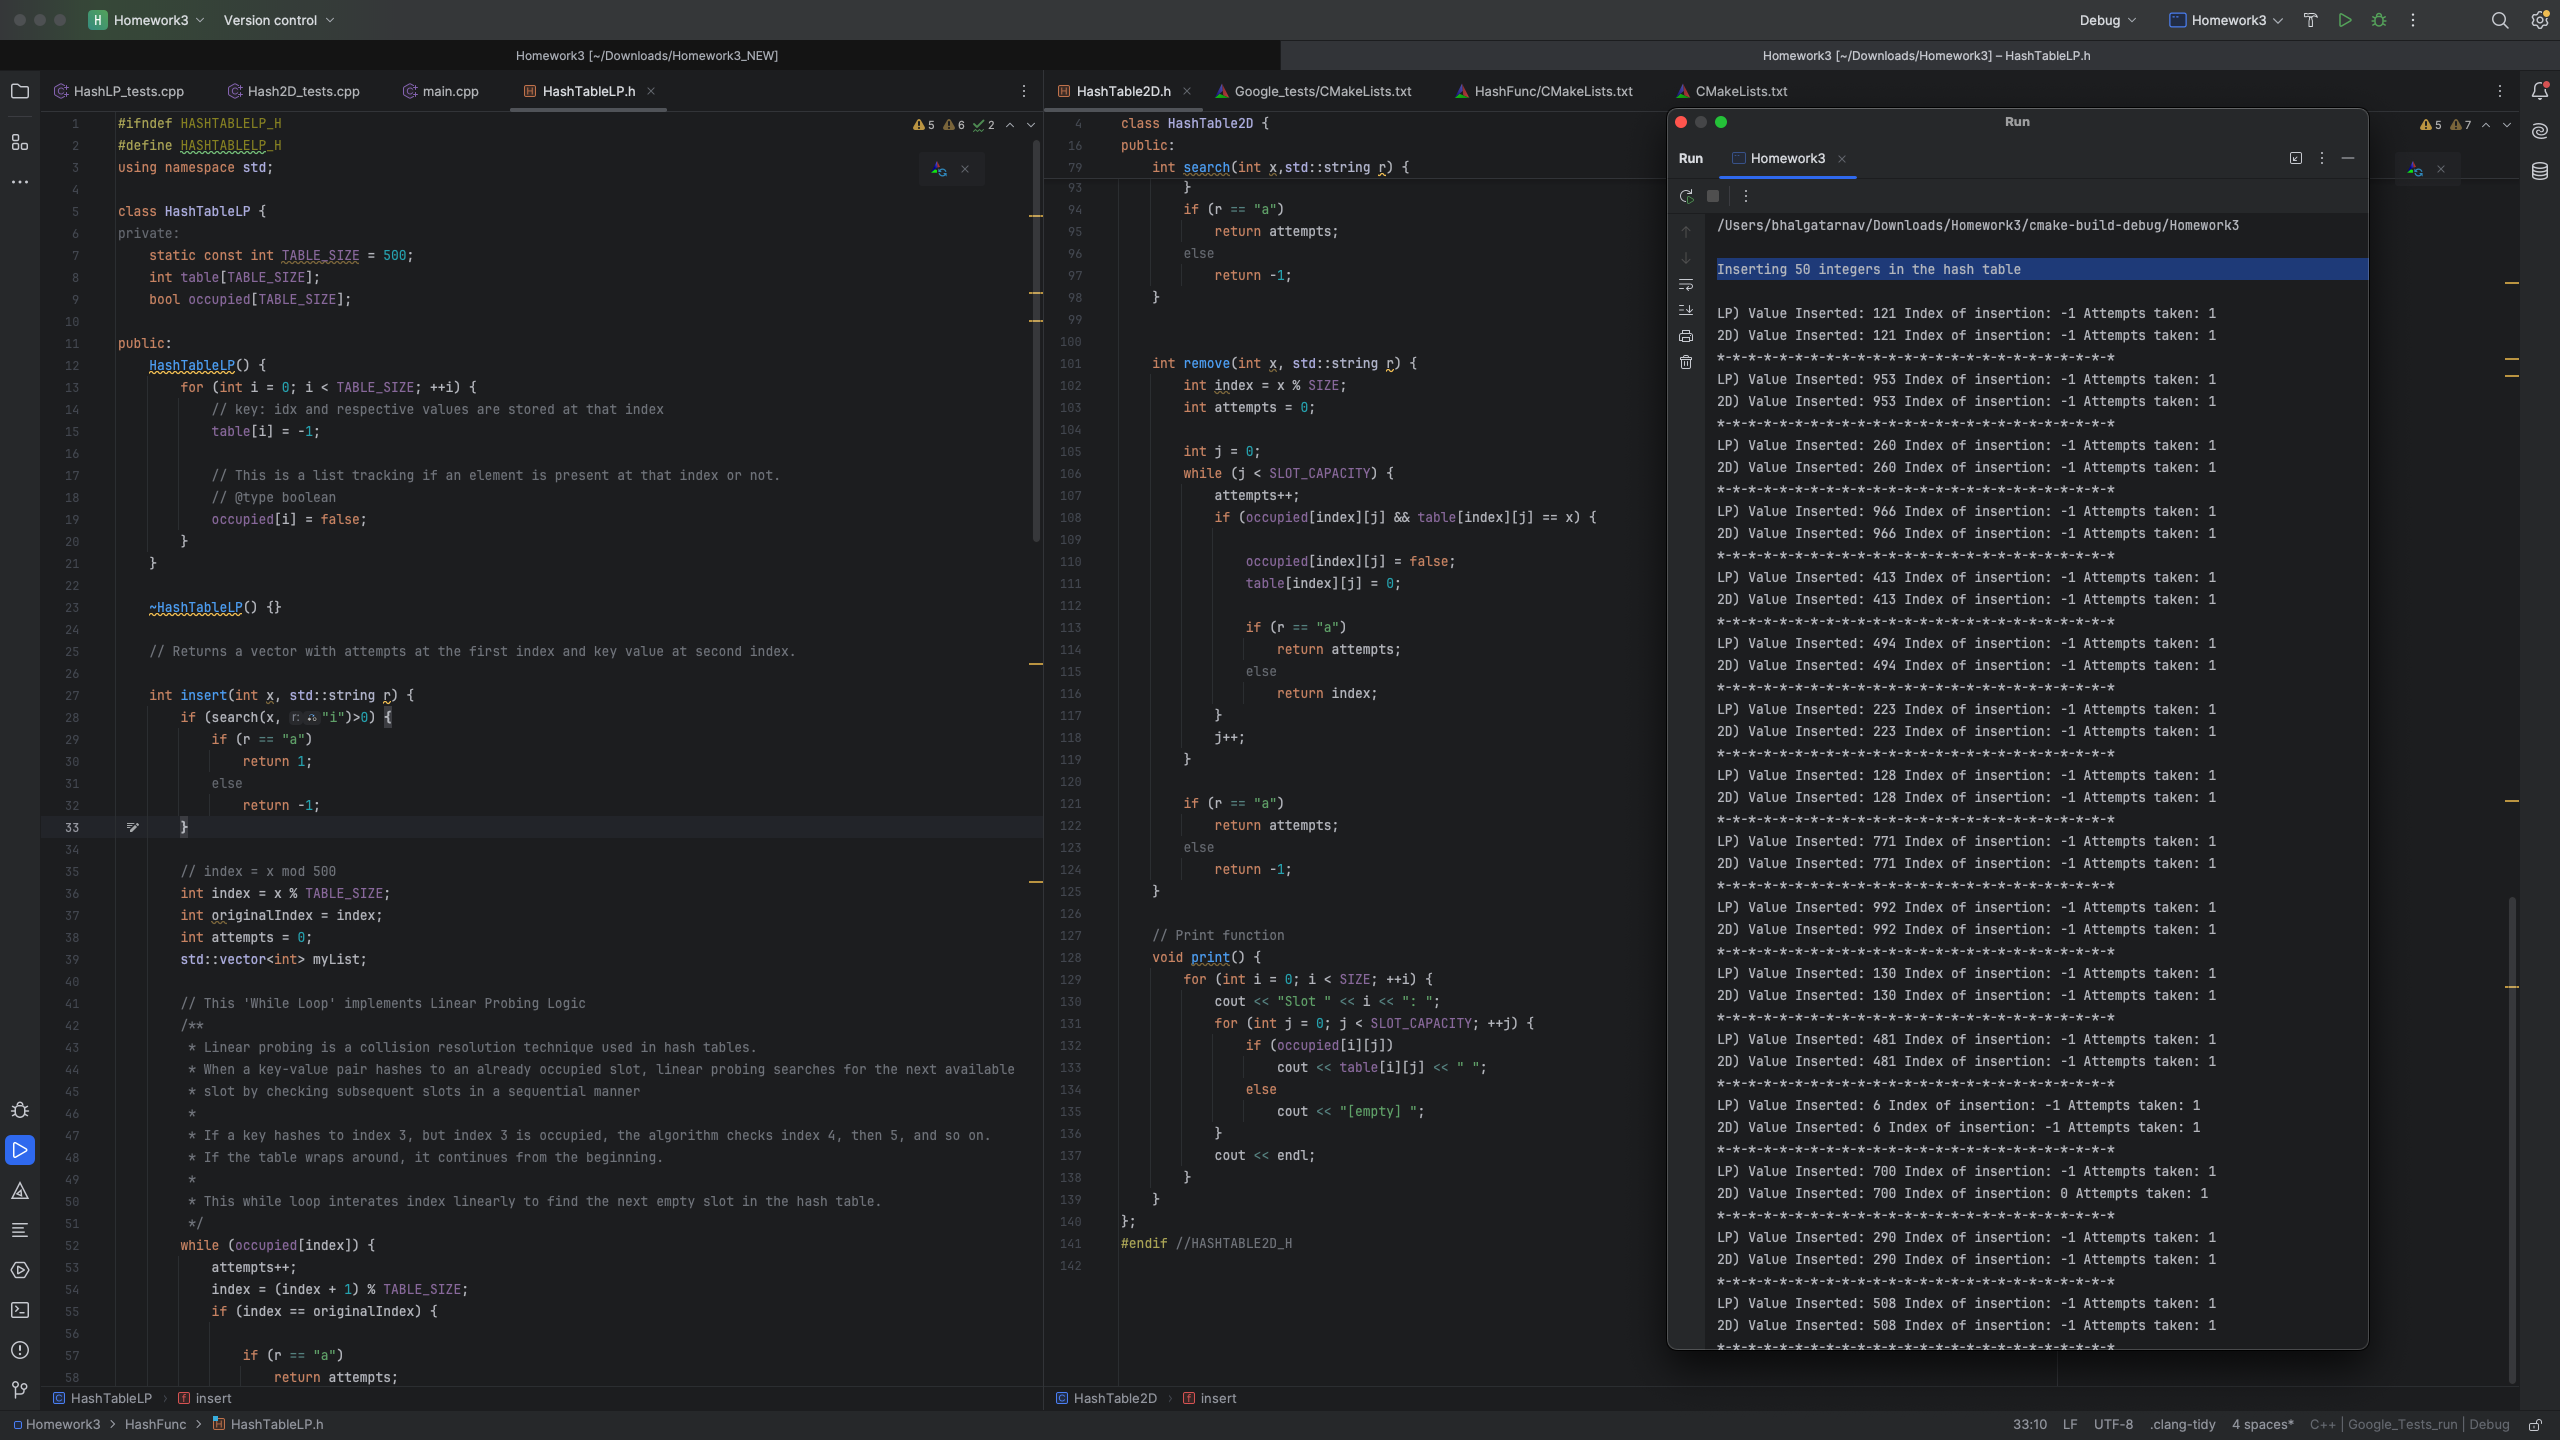 H Homework3 Version control Debug Homework3
Homework3 [~/Downloads/Homework3_NEW] Homework3 [~/Downloads/Homework3] – HashTableLP.h
HashLP_tests.cpp Hash2D_tests.cpp main.cpp HashTableLP.h
5 6 2
1 #ifndef HASHTABLELP_H
2 #define HASHTABLELP_H
3 using namespace std;
4
5 class HashTableLP {
6 private:
7 static const int TABLE_SIZE = 500;
8 int table[TABLE_SIZE];
9 bool occupied[TABLE_SIZE];
10
11 public:
12 HashTableLP() {
13 for (int i = 0; i < TABLE_SIZE; ++i) {
14 // key: idx and respective values are stored at that index
15 table[i] = -1;
16
17 // This is a list tracking if an element is present at that index or not.
18 // @type boolean
19 occupied[i] = false;
20 }
21 }
22
23 ~HashTableLP() {}
24
25 // Returns a vector with attempts at the first index and key value at second index.
26
27 int insert(int x, std::string r) {
28 if (search(x, r: "i")>0) {
29 if (r == "a")
30 return 1;
31 else
32 return -1;
33 }
34
35 // index = x mod 500
36 int index = x % TABLE_SIZE;
37 int originalIndex = index;
38 int attempts = 0;
39 std::vector<int> myList;
40
41 // This 'While Loop' implements Linear Probing Logic
42 /**
43 * Linear probing is a collision resolution technique used in hash tables.
44 * When a key-value pair hashes to an already occupied slot, linear probing searches for the next available
45 * slot by checking subsequent slots in a sequential manner
46 *
47 * If a key hashes to index 3, but index 3 is occupied, the algorithm checks index 4, then 5, and so on.
48 * If the table wraps around, it continues from the beginning.
49 *
50 * This while loop interates index linearly to find the next empty slot in the hash table.
51 */
52 while (occupied[index]) {
53 attempts++;
54 index = (index + 1) % TABLE_SIZE;
55 if (index == originalIndex) {
56
57 if (r == "a")
58 return attempts;
HashTableLP insert
HashTable2D.h Google_tests/CMakeLists.txt HashFunc/CMakeLists.txt CMakeLists.txt
5 7
4 class HashTable2D {
16 public:
79 int search(int x,std::string r) {
93 }
94 if (r == "a")
95 return attempts;
96 else
97 return -1;
98 }
99
100
101 int remove(int x, std::string r) {
102 int index = x % SIZE;
103 int attempts = 0;
104
105 int j = 0;
106 while (j < SLOT_CAPACITY) {
107 attempts++;
108 if (occupied[index][j] && table[index][j] == x) {
109
110 occupied[index][j] = false;
111 table[index][j] = 0;
112
113 if (r == "a")
114 return attempts;
115 else
116 return index;
117 }
118 j++;
119 }
120
121 if (r == "a")
122 return attempts;
123 else
124 return -1;
125 }
126
127 // Print function
128 void print() {
129 for (int i = 0; i < SIZE; ++i) {
130 cout << "Slot " << i << ": ";
131 for (int j = 0; j < SLOT_CAPACITY; ++j) {
132 if (occupied[i][j])
133 cout << table[i][j] << " ";
134 else
135 cout << "[empty] ";
136 }
137 cout << endl;
138 }
139 }
140 };
141 #endif //HASHTABLE2D_H
142
HashTable2D insert
Run
Run Homework3
/Users/bhalgatarnav/Downloads/Homework3/cmake-build-debug/Homework3
Inserting 50 integers in the hash table
LP) Value Inserted: 121 Index of insertion: -1 Attempts taken: 1
2D) Value Inserted: 121 Index of insertion: -1 Attempts taken: 1
*-*-*-*-*-*-*-*-*-*-*-*-*-*-*-*-*-*-*-*-*-*-*-*-*-*
LP) Value Inserted: 953 Index of insertion: -1 Attempts taken: 1
2D) Value Inserted: 953 Index of insertion: -1 Attempts taken: 1
*-*-*-*-*-*-*-*-*-*-*-*-*-*-*-*-*-*-*-*-*-*-*-*-*-*
LP) Value Inserted: 260 Index of insertion: -1 Attempts taken: 1
2D) Value Inserted: 260 Index of insertion: -1 Attempts taken: 1
*-*-*-*-*-*-*-*-*-*-*-*-*-*-*-*-*-*-*-*-*-*-*-*-*-*
LP) Value Inserted: 966 Index of insertion: -1 Attempts taken: 1
2D) Value Inserted: 966 Index of insertion: -1 Attempts taken: 1
*-*-*-*-*-*-*-*-*-*-*-*-*-*-*-*-*-*-*-*-*-*-*-*-*-*
LP) Value Inserted: 413 Index of insertion: -1 Attempts taken: 1
2D) Value Inserted: 413 Index of insertion: -1 Attempts taken: 1
*-*-*-*-*-*-*-*-*-*-*-*-*-*-*-*-*-*-*-*-*-*-*-*-*-*
LP) Value Inserted: 494 Index of insertion: -1 Attempts taken: 1
2D) Value Inserted: 494 Index of insertion: -1 Attempts taken: 1
*-*-*-*-*-*-*-*-*-*-*-*-*-*-*-*-*-*-*-*-*-*-*-*-*-*
LP) Value Inserted: 223 Index of insertion: -1 Attempts taken: 1
2D) Value Inserted: 223 Index of insertion: -1 Attempts taken: 1
*-*-*-*-*-*-*-*-*-*-*-*-*-*-*-*-*-*-*-*-*-*-*-*-*-*
LP) Value Inserted: 128 Index of insertion: -1 Attempts taken: 1
2D) Value Inserted: 128 Index of insertion: -1 Attempts taken: 1
*-*-*-*-*-*-*-*-*-*-*-*-*-*-*-*-*-*-*-*-*-*-*-*-*-*
LP) Value Inserted: 771 Index of insertion: -1 Attempts taken: 1
2D) Value Inserted: 771 Index of insertion: -1 Attempts taken: 1
*-*-*-*-*-*-*-*-*-*-*-*-*-*-*-*-*-*-*-*-*-*-*-*-*-*
LP) Value Inserted: 992 Index of insertion: -1 Attempts taken: 1
2D) Value Inserted: 992 Index of insertion: -1 Attempts taken: 1
*-*-*-*-*-*-*-*-*-*-*-*-*-*-*-*-*-*-*-*-*-*-*-*-*-*
LP) Value Inserted: 130 Index of insertion: -1 Attempts taken: 1
2D) Value Inserted: 130 Index of insertion: -1 Attempts taken: 1
*-*-*-*-*-*-*-*-*-*-*-*-*-*-*-*-*-*-*-*-*-*-*-*-*-*
LP) Value Inserted: 481 Index of insertion: -1 Attempts taken: 1
2D) Value Inserted: 481 Index of insertion: -1 Attempts taken: 1
*-*-*-*-*-*-*-*-*-*-*-*-*-*-*-*-*-*-*-*-*-*-*-*-*-*
LP) Value Inserted: 6 Index of insertion: -1 Attempts taken: 1
2D) Value Inserted: 6 Index of insertion: -1 Attempts taken: 1
*-*-*-*-*-*-*-*-*-*-*-*-*-*-*-*-*-*-*-*-*-*-*-*-*-*
LP) Value Inserted: 700 Index of insertion: -1 Attempts taken: 1
2D) Value Inserted: 700 Index of insertion: 0 Attempts taken: 1
*-*-*-*-*-*-*-*-*-*-*-*-*-*-*-*-*-*-*-*-*-*-*-*-*-*
LP) Value Inserted: 290 Index of insertion: -1 Attempts taken: 1
2D) Value Inserted: 290 Index of insertion: -1 Attempts taken: 1
*-*-*-*-*-*-*-*-*-*-*-*-*-*-*-*-*-*-*-*-*-*-*-*-*-*
LP) Value Inserted: 508 Index of insertion: -1 Attempts taken: 1
2D) Value Inserted: 508 Index of insertion: -1 Attempts taken: 1
*-*-*-*-*-*-*-*-*-*-*-*-*-*-*-*-*-*-*-*-*-*-*-*-*-*
Homework3 > HashFunc > HashTableLP.h 33:10 LF UTF-8 .clang-tidy 4 spaces* C++ | Google_Tests_run | Debug